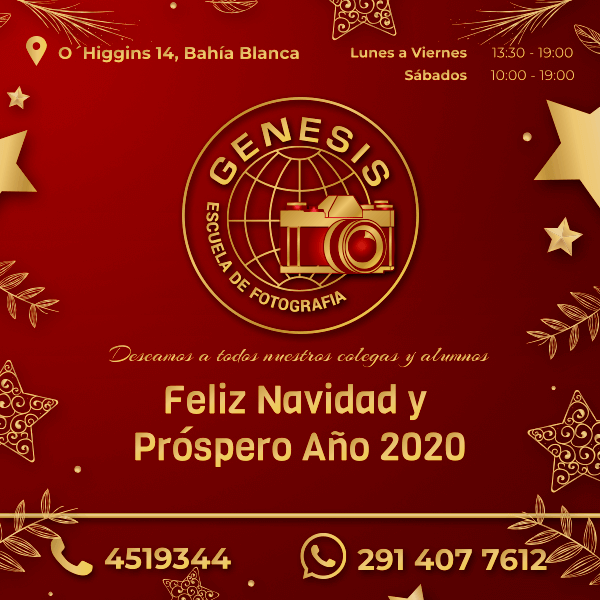 O´Higgins 14, Bahía Blanca
Lunes a Viernes 13:30 - 19:00
Sábados 10:00 - 19:00
GENESIS
ESCUELA DE FOTOGRAFIA
Deseamos a todos nuestros colegas y alumnos
Feliz Navidad y
Próspero Año 2020
4519344
291 407 7612